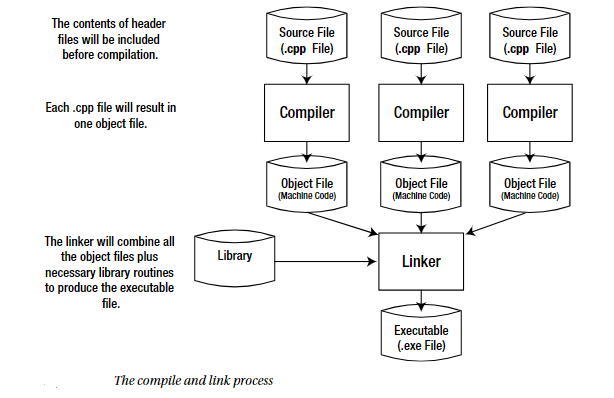 The contents of header
files will be included
before compilation.
Source File
(.cpp File)
Source File
(.cpp File)
Source File
(.cpp File)
Each .cpp file will result in
one object file.
Compiler
Compiler
Compiler
Object File
(Machine Code)
Object File
(Machine Code)
Object File
(Machine Code)
The linker will combine all
the object files plus
necessary library routines
to produce the executable
file.
Library
Linker
Executable
(.exe File)
The compile and link process